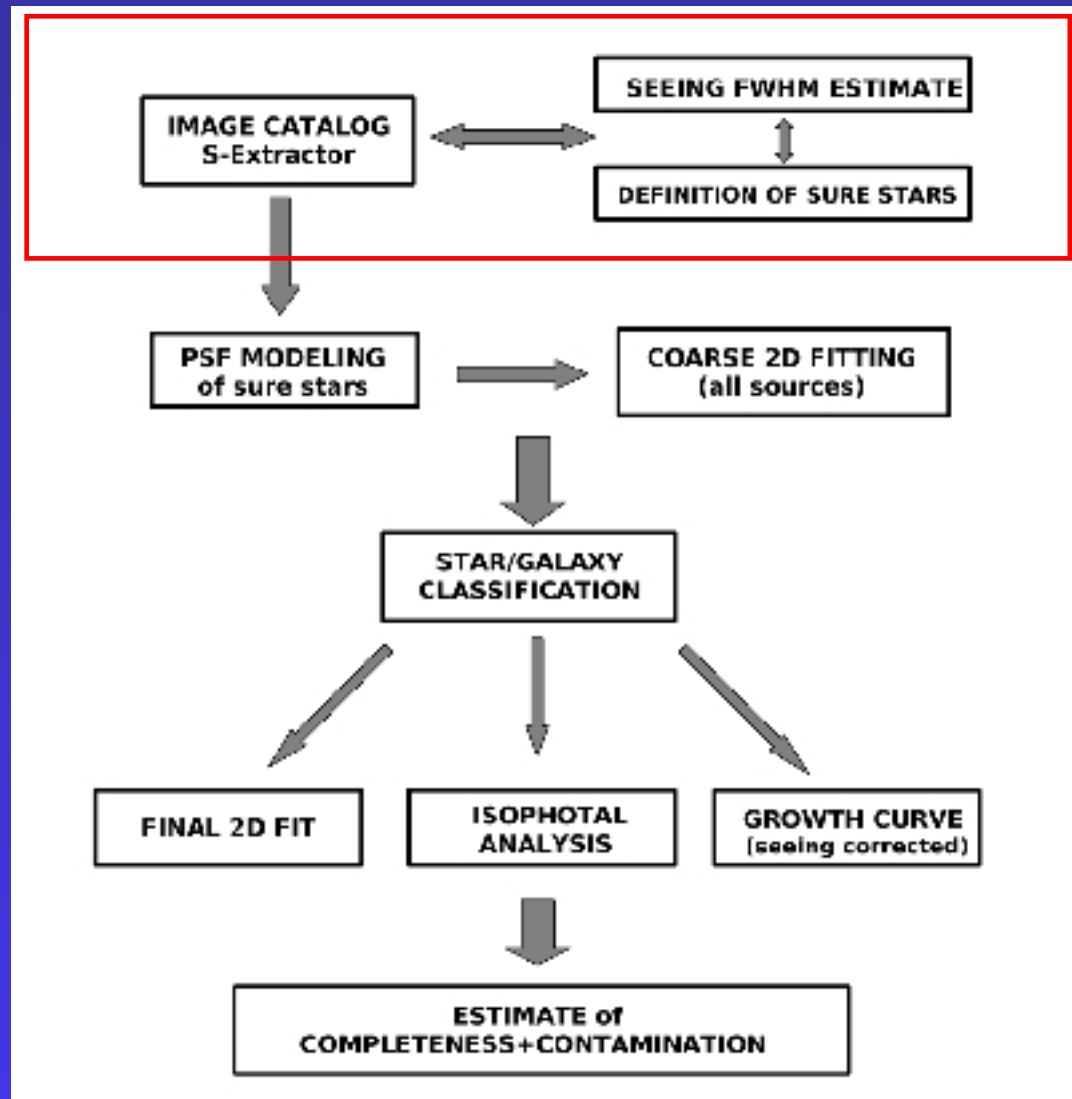 SEEING FWHM ESTIMATE
IMAGE CATALOG
S-Extractor
DEFINITION OF SURE STARS
PSF MODELING
of sure stars
COARSE 2D FITTING
(all sources)
STAR/GALAXY
CLASSIFICATION
FINAL 2D FIT
ISOPHOTAL
ANALYSIS
GROWTH CURVE
(seeing corrected)
ESTIMATE of
COMPLETENESS+CONTAMINATION